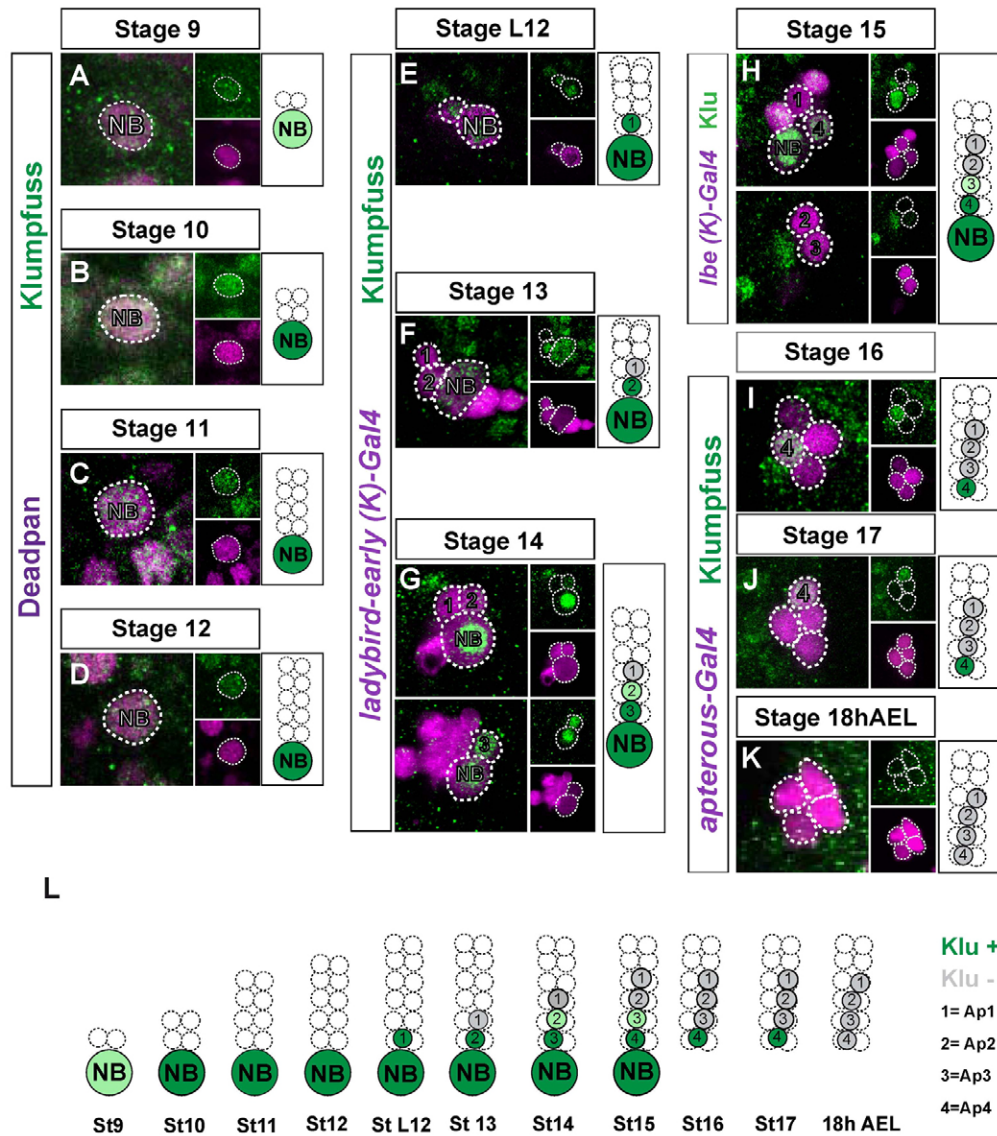 Klumpfuss
Deadpan
Stage 9
A
NB
NB
Stage 10
B
NB
NB
Stage 11
C
NB
NB
Stage 12
D
NB
NB
Klumpfuss
ladybird-early (K)-Gal4
Stage L12
E
NB
1
NB
Stage 13
F
1
2
NB
1
2
NB
Stage 14
G
1 2
NB
3
NB
1
2
3
NB
lbe (K)-Gal4 Klu
Stage 15
H
1
4
NB
2
3
1
2
3
4
NB
Klumpfuss
apterous-Gal4
Stage 16
I
4
1
2
3
4
Stage 17
J
4
1
2
3
4
Stage 18hAEL
K
1
2
3
4
L
1 1 1 1 1
1 2 2 2 2 2
2 3 3 3 3
1 2 3 4 4 4 4
NB NB NB NB NB NB NB NB
St9 St10 St11 St12 St L12 St 13 St14 St15 St16 St17 18h AEL
Klu +
Klu -
1= Ap1
2= Ap2
3=Ap3
4=Ap4